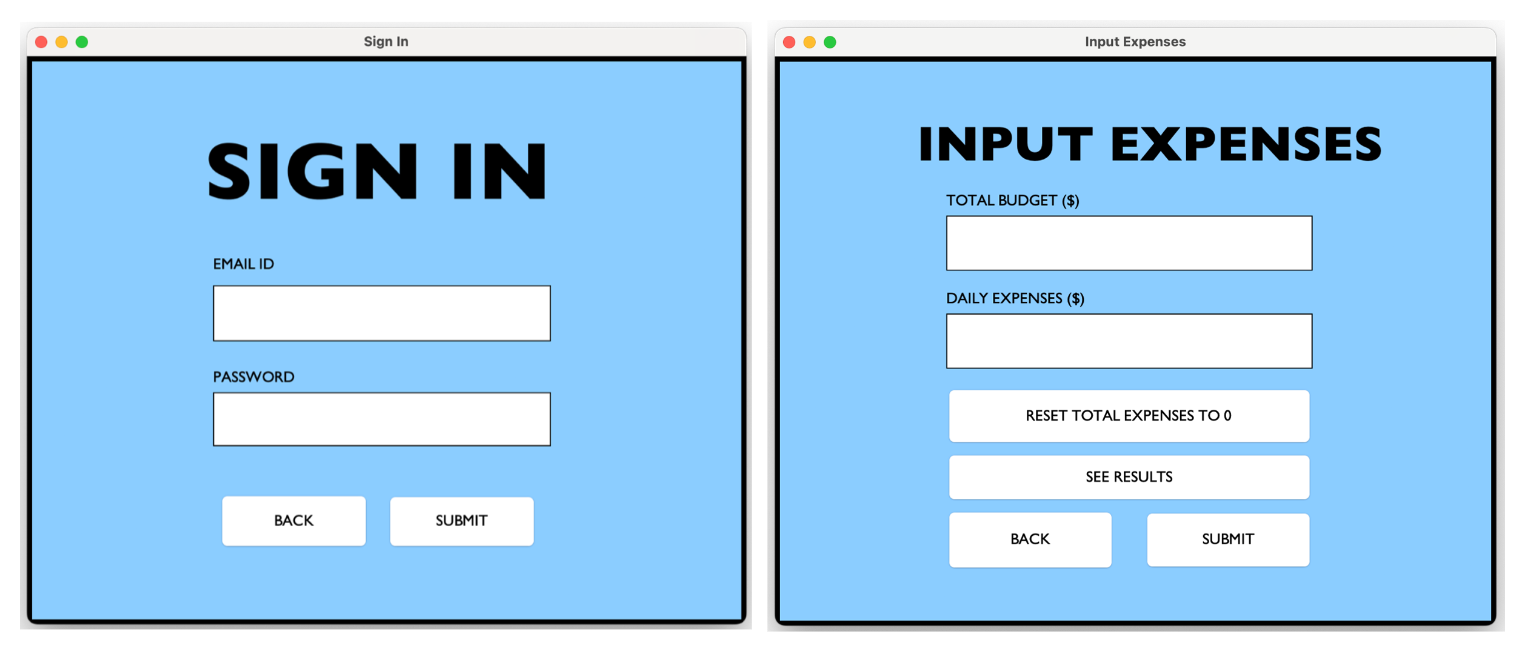 Sign In
SIGN IN
EMAIL ID
PASSWORD
BACK
SUBMIT
Input Expenses
INPUT EXPENSES
TOTAL BUDGET ($)
DAILY EXPENSES ($)
RESET TOTAL EXPENSES TO 0
SEE RESULTS
BACK
SUBMIT